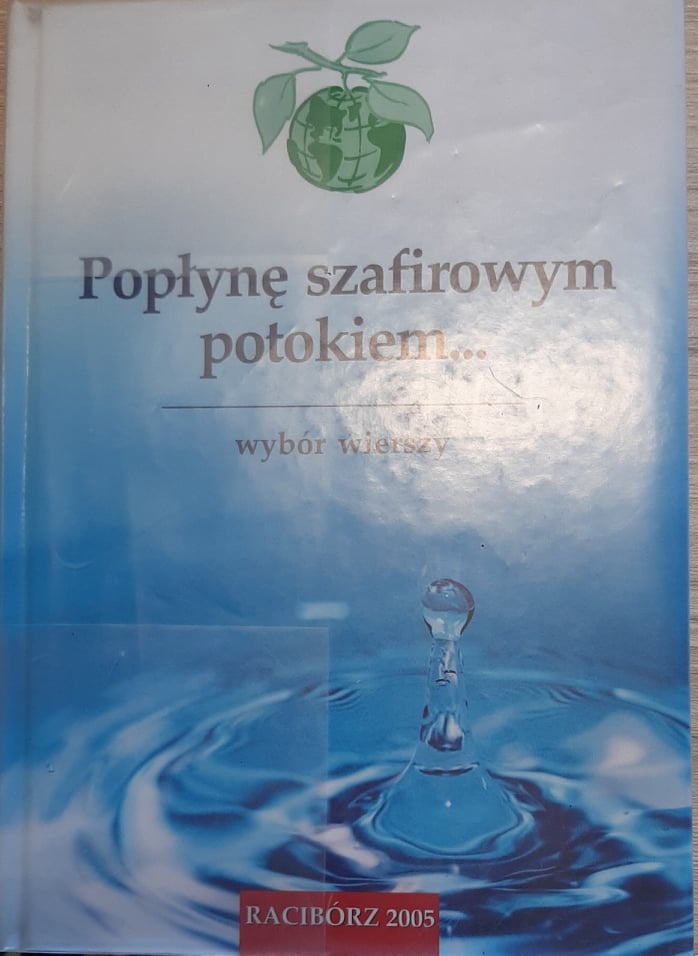 Popłynę szafirowym
potokiem...
wybór wierszy
RACIBÓRZ 2005